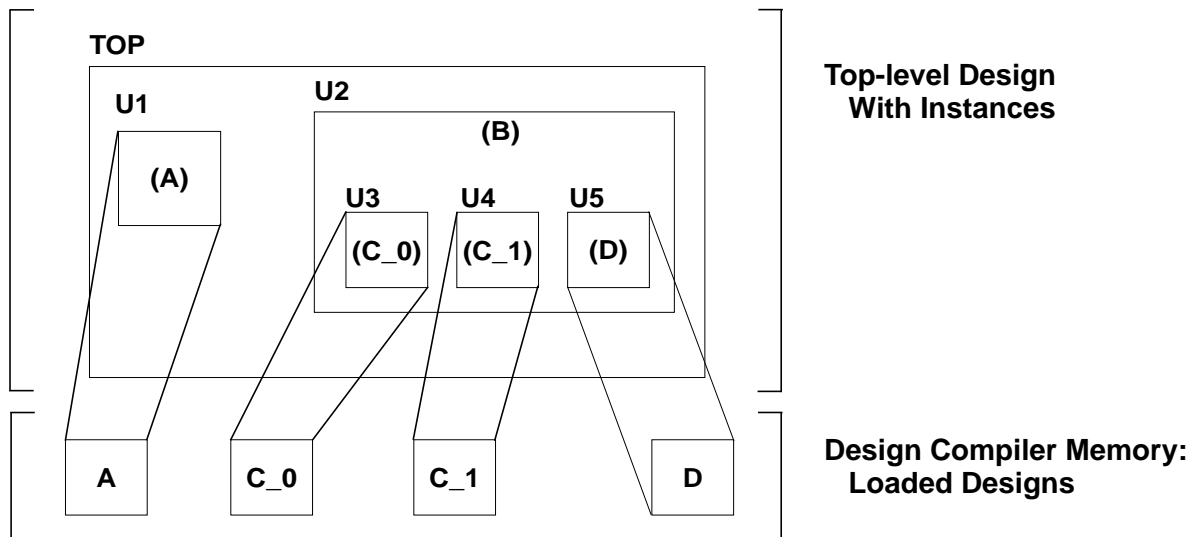 TOP
Top-level Design
With Instances
U1
U2
(B)
(A)
U3
U4
U5
(C_0)
(C_1)
(D)
A
C_0
C_1
D
Design Compiler Memory:
Loaded Designs